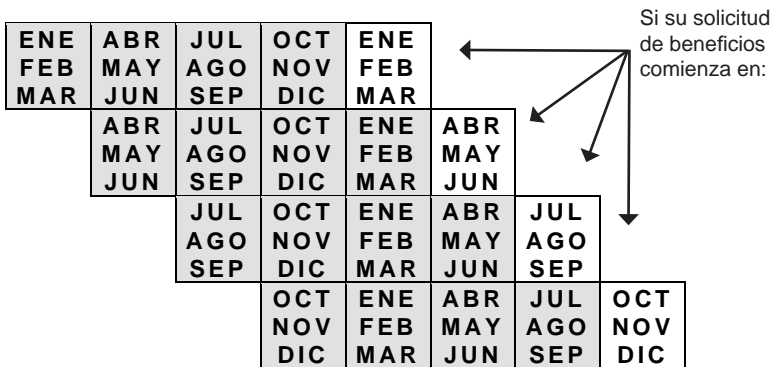 Si su solicitud
de beneficios
comienza en:
ENE ABR JUL OCT ENE
FEB MAY AGO NOV FEB
MAR JUN SEP DIC MAR
ABR JUL OCT ENE ABR
MAY AGO NOV FEB MAY
JUN SEP DIC MAR JUN
JUL OCT ENE ABR JUL
AGO NOV FEB MAY AGO
SEP DIC MAR JUN SEP
OCT ENE ABR JUL OCT
NOV FEB MAY AGO NOV
DIC MAR JUN SEP DIC